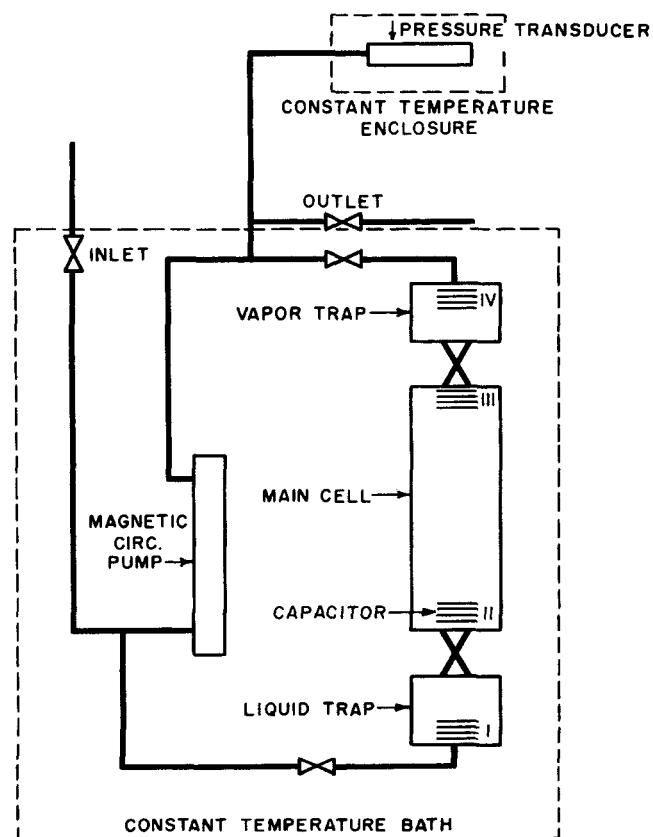 PRESSURE TRANSDUCER
CONSTANT TEMPERATURE
ENCLOSURE
OUTLET
INLET
VAPOR TRAP
IV
III
MAIN CELL
MAGNETIC
CIRC.
PUMP
CAPACITOR
II
LIQUID TRAP
I
CONSTANT TEMPERATURE BATH